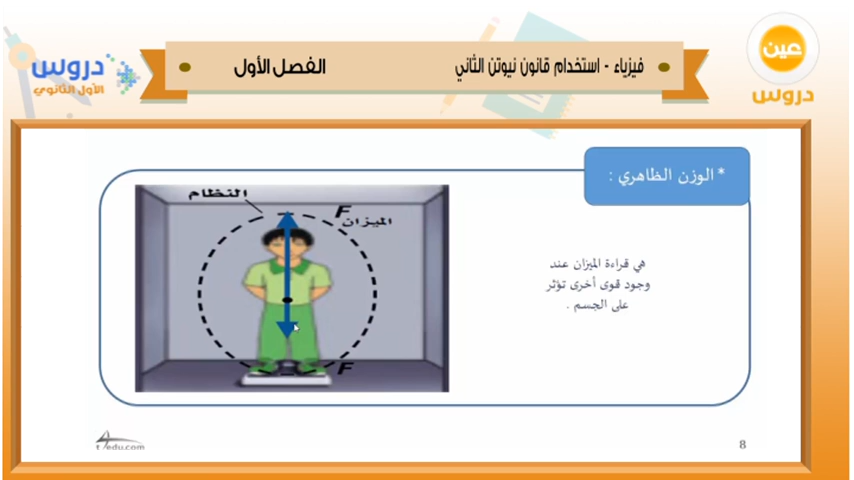 عين
دروس
فيزياء - استخدام قانون نيوتن الثاني
الفصل الأول
دروس
الأول الثانوي
* الوزن الظاهري :
النظام
F الميزان
هي قراءة الميزان عند
وجود قوى أخرى تؤثر
على الجسم .
F
8